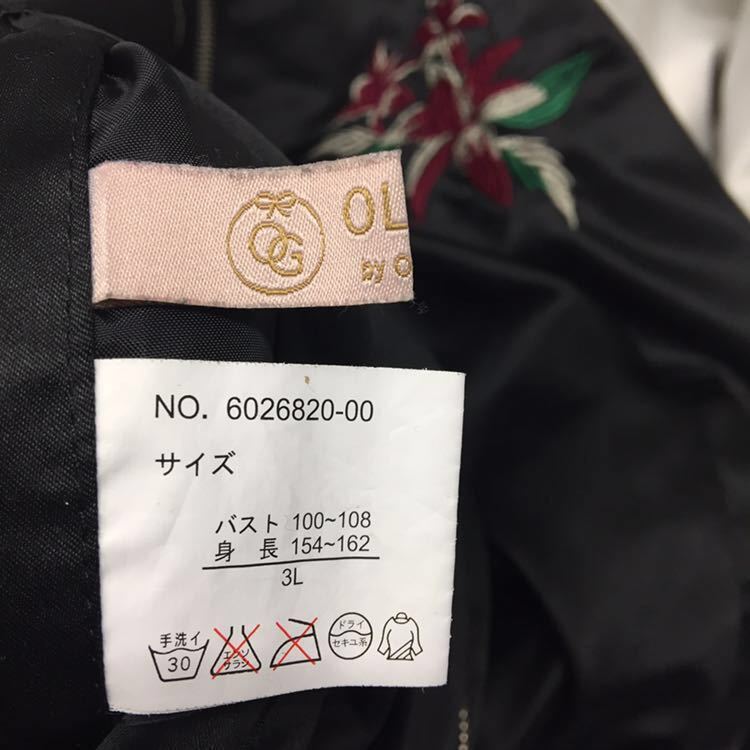 OG
OL
by O
NO. 6026820-00
サイズ
バスト 100~108
身 長 154~162
3L
手洗イ
30
エンソ
サラシ
ドライ
セキユ系